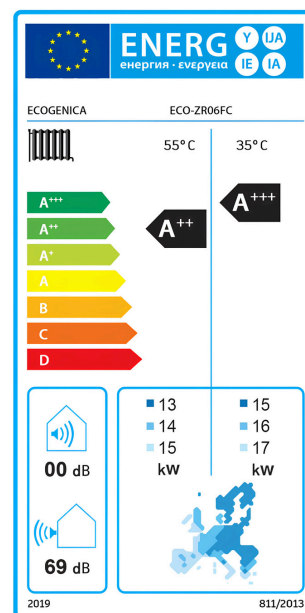 ENERG Y IJA
енергия · ενεργεια IE IA
ECOGENICA ECO-ZR06FC
55°C 35°C
A+++
A++
A+
A
B
C
D
A++
A+++
00 dB
69 dB
13
14
15
kW
15
16
17
kW
2019 811/2013